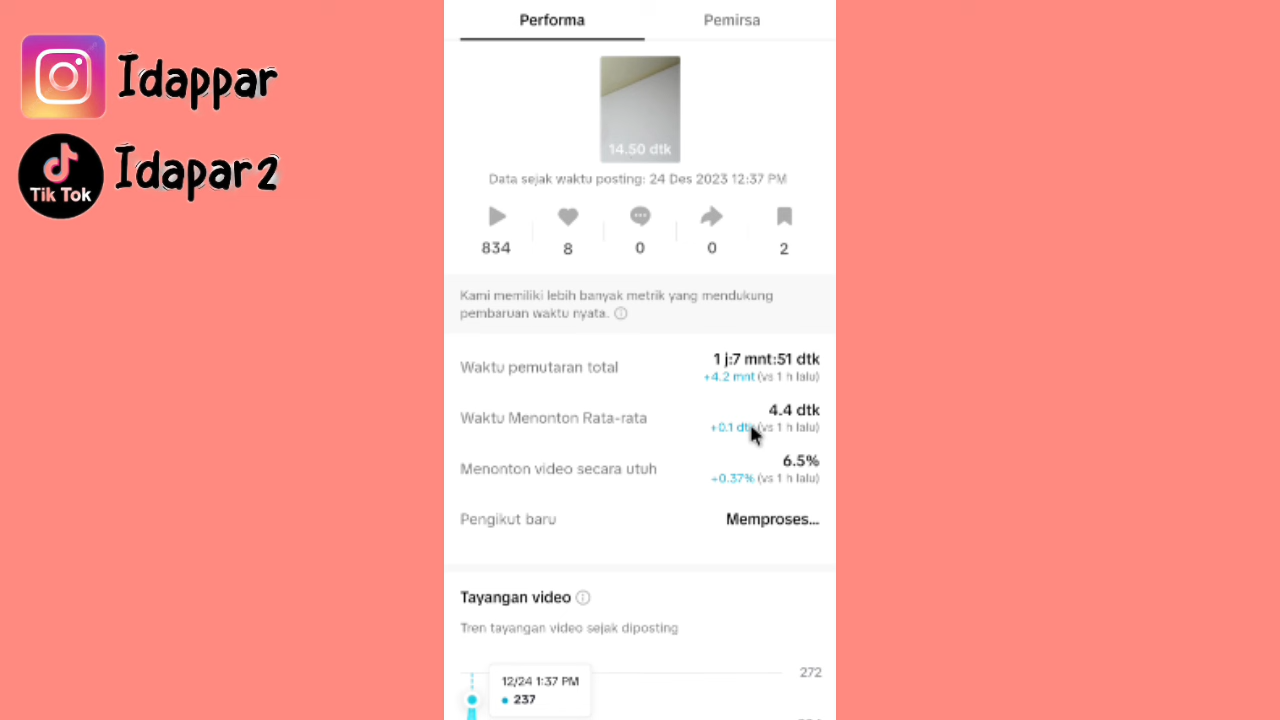 Idappar
Tik Tok
Idapar2
Performa
Pemirsa
14.50 dtk
Data sejak waktu posting: 24 Des 2023 12:37 PM
834
8
0
0
2
Kami memiliki lebih banyak metrik yang mendukung
pembaruan waktu nyata.
Waktu pemutaran total
1 j:7 mnt:51 dtk
+4.2 mnt (vs 1 h lalu)
Waktu Menonton Rata-rata
4.4 dtk
+0.1 dtk (vs 1 h lalu)
Menonton video secara utuh
6.5%
+0.37% (vs 1 h lalu)
Pengikut baru
Memproses...
Tayangan video
Tren tayangan video sejak diposting
272
12/24 1:37 PM
237